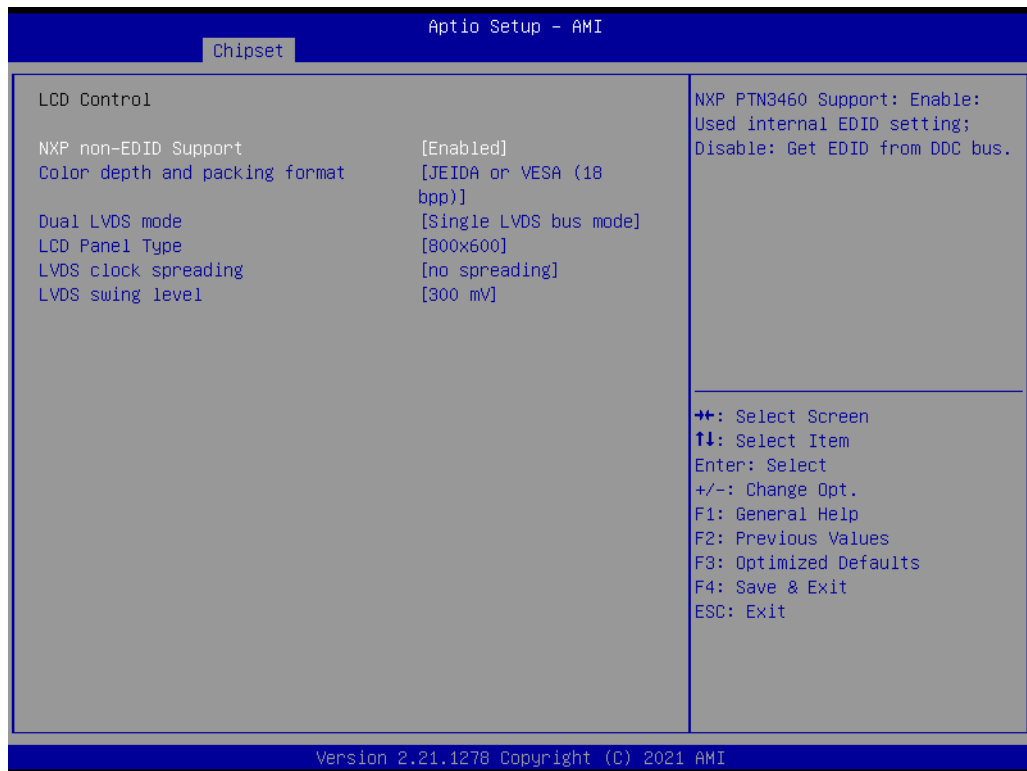 Aptio Setup – AMI
Chipset
LCD Control
NXP non-EDID Support [Enabled]
Color depth and packing format [JEIDA or VESA (18
bpp)]
Dual LVDS mode [Single LVDS bus mode]
LCD Panel Type [800x600]
LVDS clock spreading [no spreading]
LVDS swing level [300 mV]
NXP PTN3460 Support: Enable:
Used internal EDID setting;
Disable: Get EDID from DDC bus.
→←: Select Screen
↑↓: Select Item
Enter: Select
+/-: Change Opt.
F1: General Help
F2: Previous Values
F3: Optimized Defaults
F4: Save & Exit
ESC: Exit
Version 2.21.1278 Copyright (C) 2021 AMI